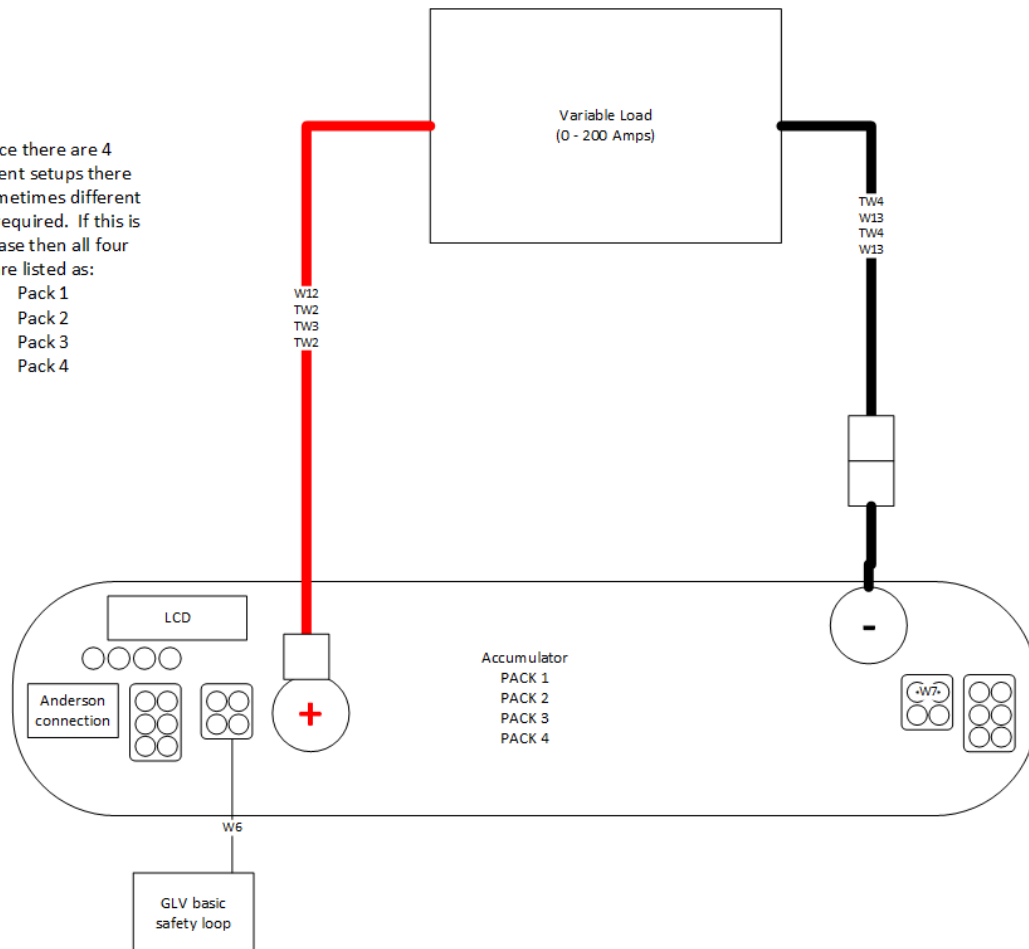 Variable Load
(0 - 200 Amps)
ce there are 4
ent setups there
metimes different
equired. If this is
ase then all four
re listed as:
Pack 1
Pack 2
Pack 3
Pack 4
W12
TW2
TW3
TW2
TW4
W13
TW4
W13
LCD
Anderson
connection
+
Accumulator
PACK 1
PACK 2
PACK 3
PACK 4
-
W7
W6
GLV basic
safety loop